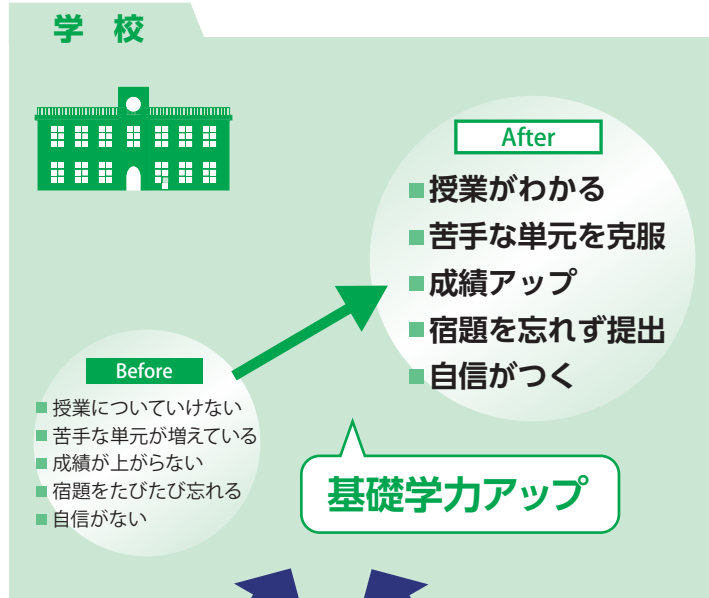 学 校
After
■授業がわかる
■苦手な単元を克服
■成績アップ
■宿題を忘れず提出
■自信がつく
Before
■授業についていけない
■苦手な単元が増えている
■成績が上がらない
■宿題をたびたび忘れる
■自信がない
基礎学力アップ